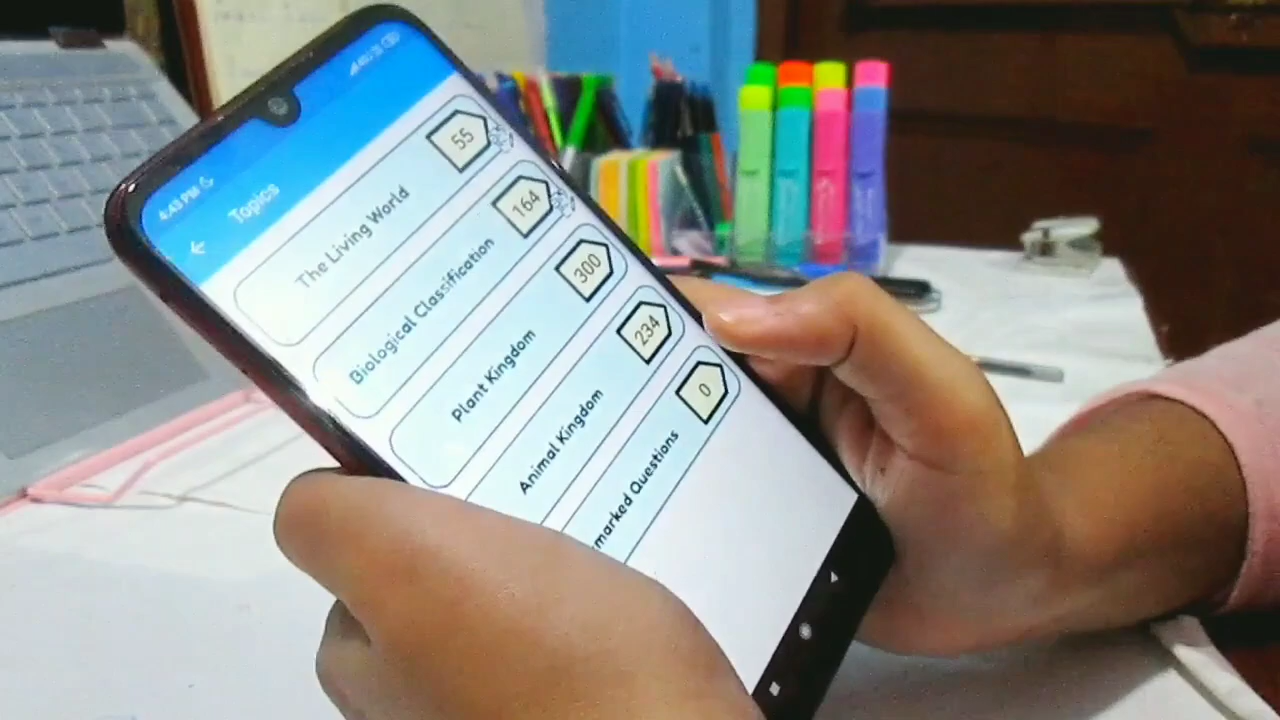 4:43 PM
Topics
The Living World
55
Biological Classification
164
Plant Kingdom
300
Animal Kingdom
234
marked Questions
0